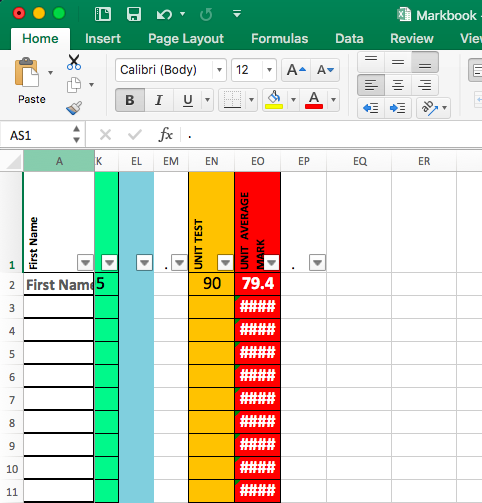 Markbook -
Home Insert Page Layout Formulas Data Review Vie
Paste Calibri (Body) 12 A A
B I U A ab
AS1 fx .
A K EL EM EN EO EP EQ ER
1 First Name . UNIT TEST UNIT AVERAGE MARK .
2 First Name 5 90 79.4
3 ####
4 ####
5 ####
6 ####
7 ####
8 ####
9 ####
10 ####
11 ####